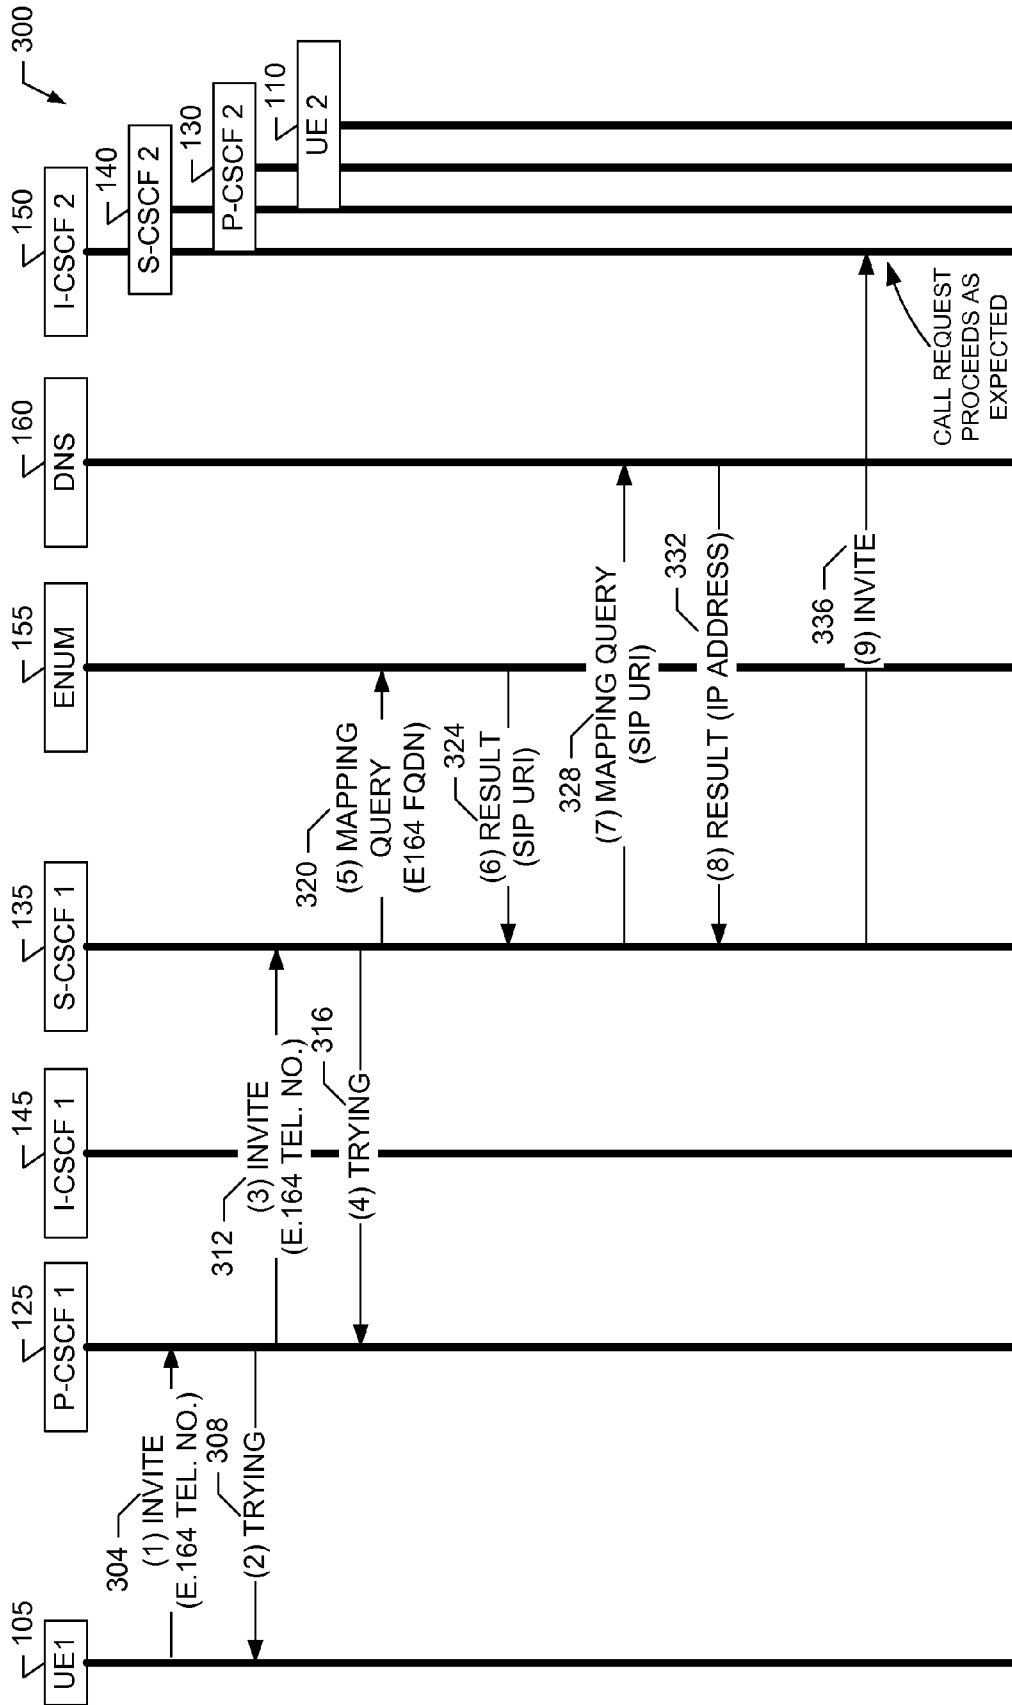 300
105
UE1
125
P-CSCF 1
145
I-CSCF 1
135
S-CSCF 1
155
ENUM
160
DNS
150
I-CSCF 2
140
S-CSCF 2
130
P-CSCF 2
110
UE 2
304
(1) INVITE
(E.164 TEL. NO.)
308
(2) TRYING
312
(3) INVITE
(E.164 TEL. NO.)
316
(4) TRYING
320
(5) MAPPING
QUERY
(E164 FQDN)
324
(6) RESULT
(SIP URI)
328
(7) MAPPING QUERY
(SIP URI)
332
(8) RESULT (IP ADDRESS)
336
(9) INVITE
CALL REQUEST
PROCEEDS AS
EXPECTED